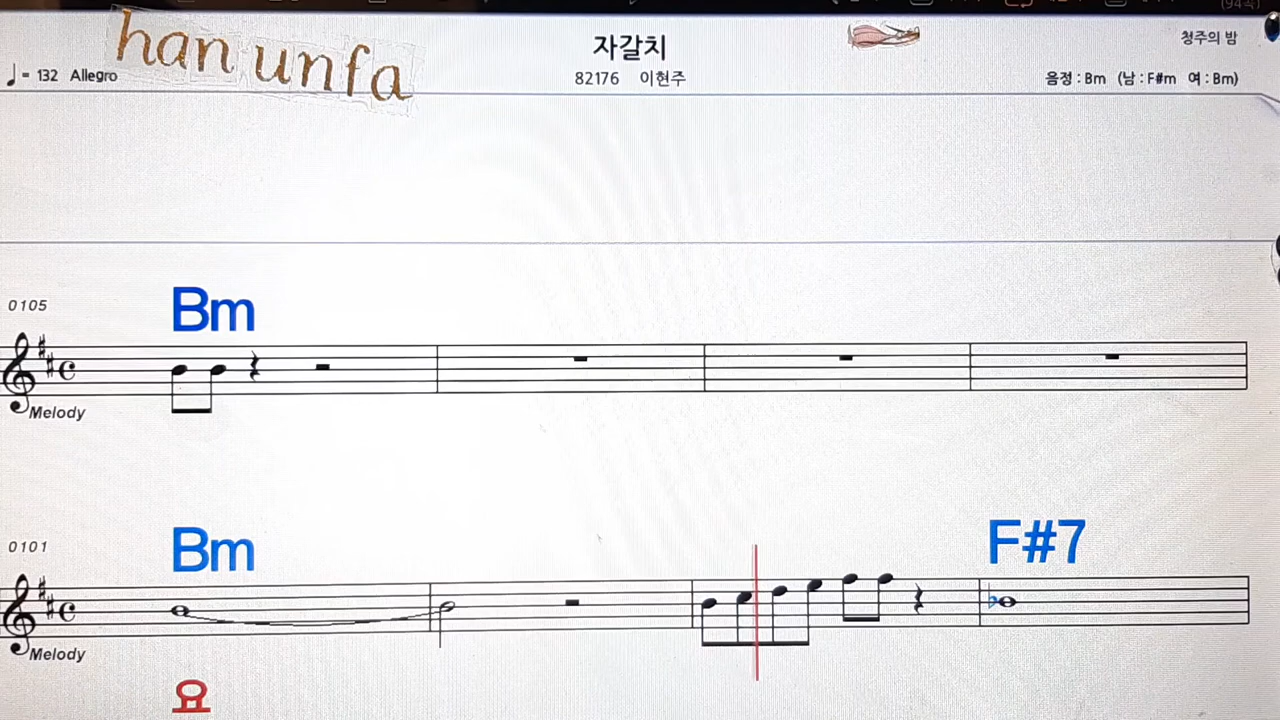 han unfa
자갈치
청주의 밤
♩= 132 Allegro
82176 이현주
음정 : Bm (남 : F#m 여 : Bm)
0105
Bm
Melody
0101
Bm
F#7
Melody
요